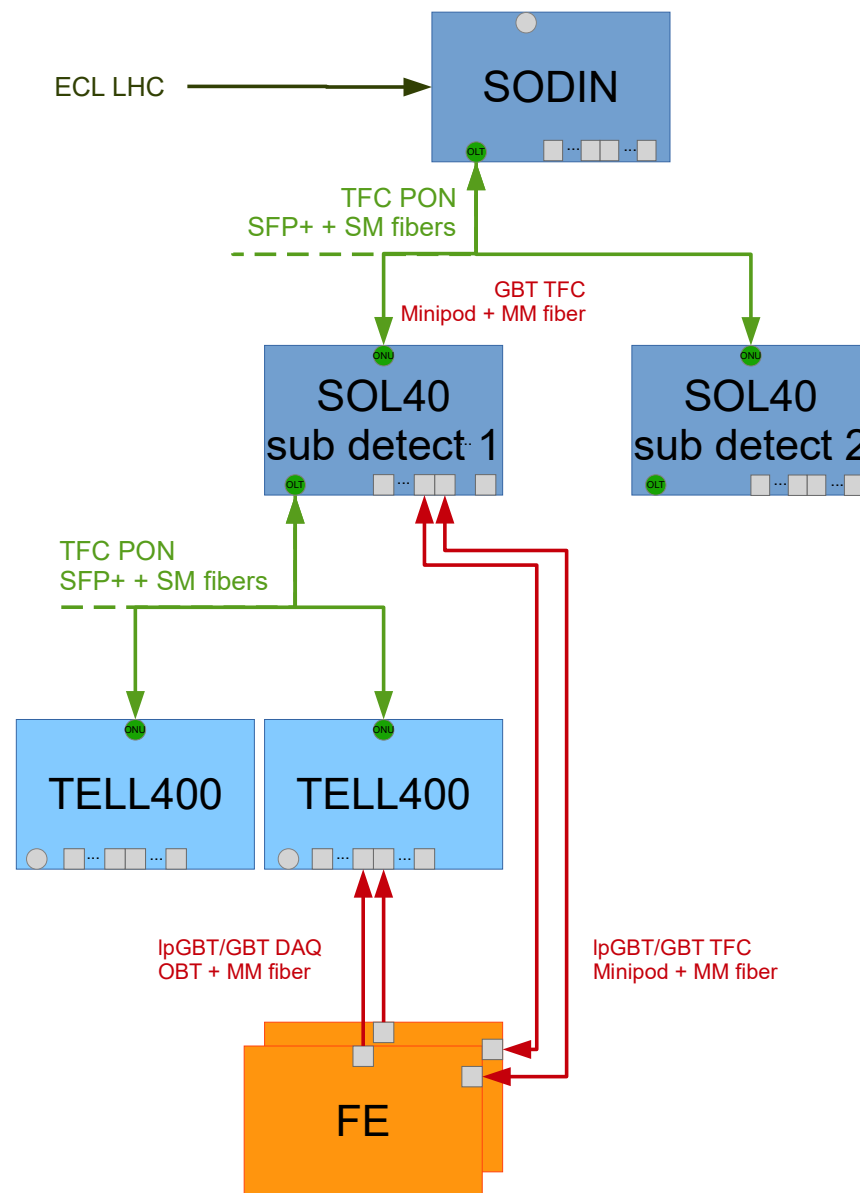 SODIN
ECL LHC
OLT
... ...
TFC PON
SFP+ + SM fibers
GBT TFC
Minipod + MM fiber
ONU
SOL40
sub detect 1
...
OLT
...
ONU
SOL40
sub detect 2
OLT
... ...
TFC PON
SFP+ + SM fibers
ONU
TELL400
... ...
ONU
TELL400
... ...
lpGBT/GBT DAQ
OBT + MM fiber
lpGBT/GBT TFC
Minipod + MM fiber
FE